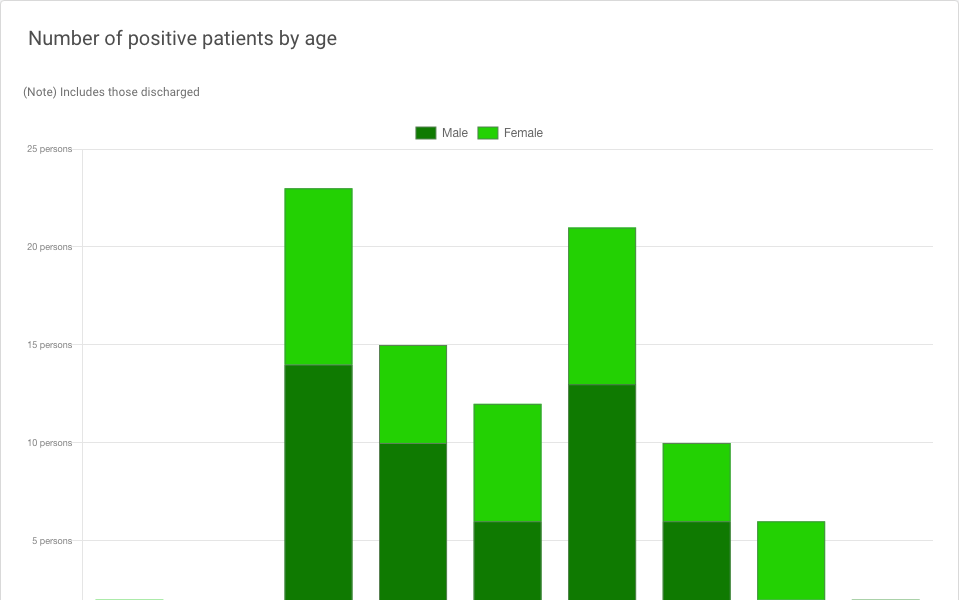 Number of positive patients by age
(Note) Includes those discharged
Male Female
25 persons
20 persons
15 persons
10 persons
5 persons